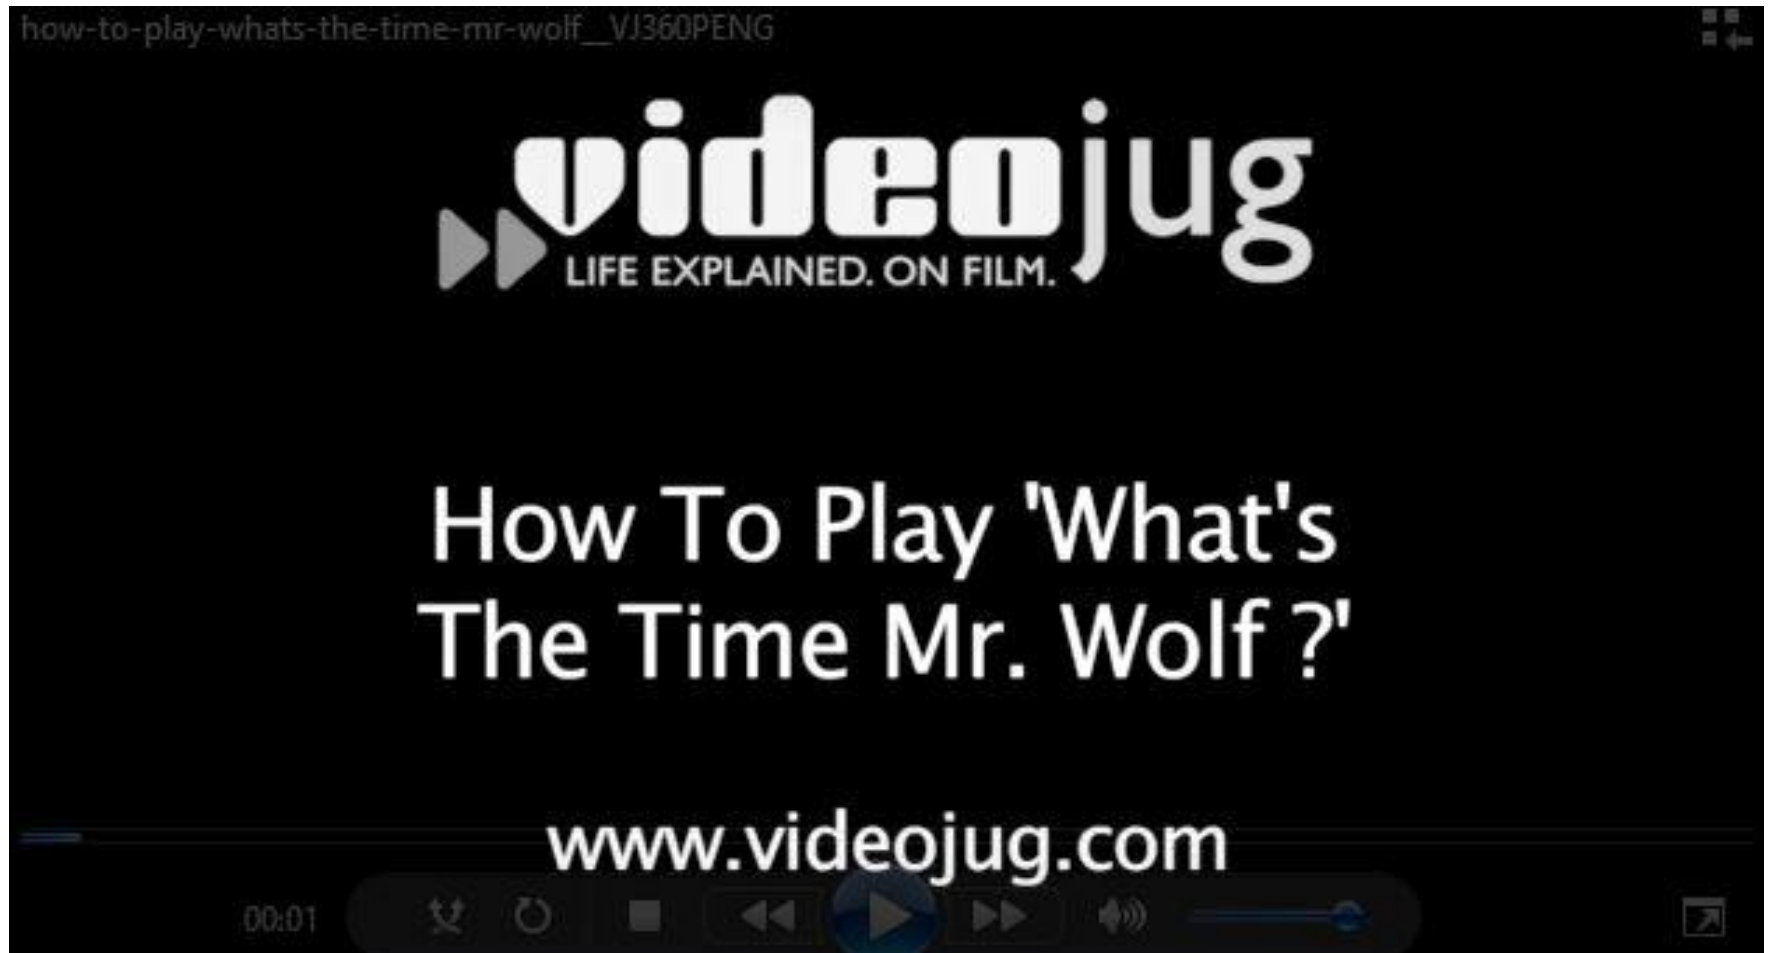 how-to-play-whats-the-time-mr-wolf__VJ360PENG
videojug
LIFE EXPLAINED. ON FILM.
How To Play 'What's
The Time Mr. Wolf ?'
www.videojug.com
00:01